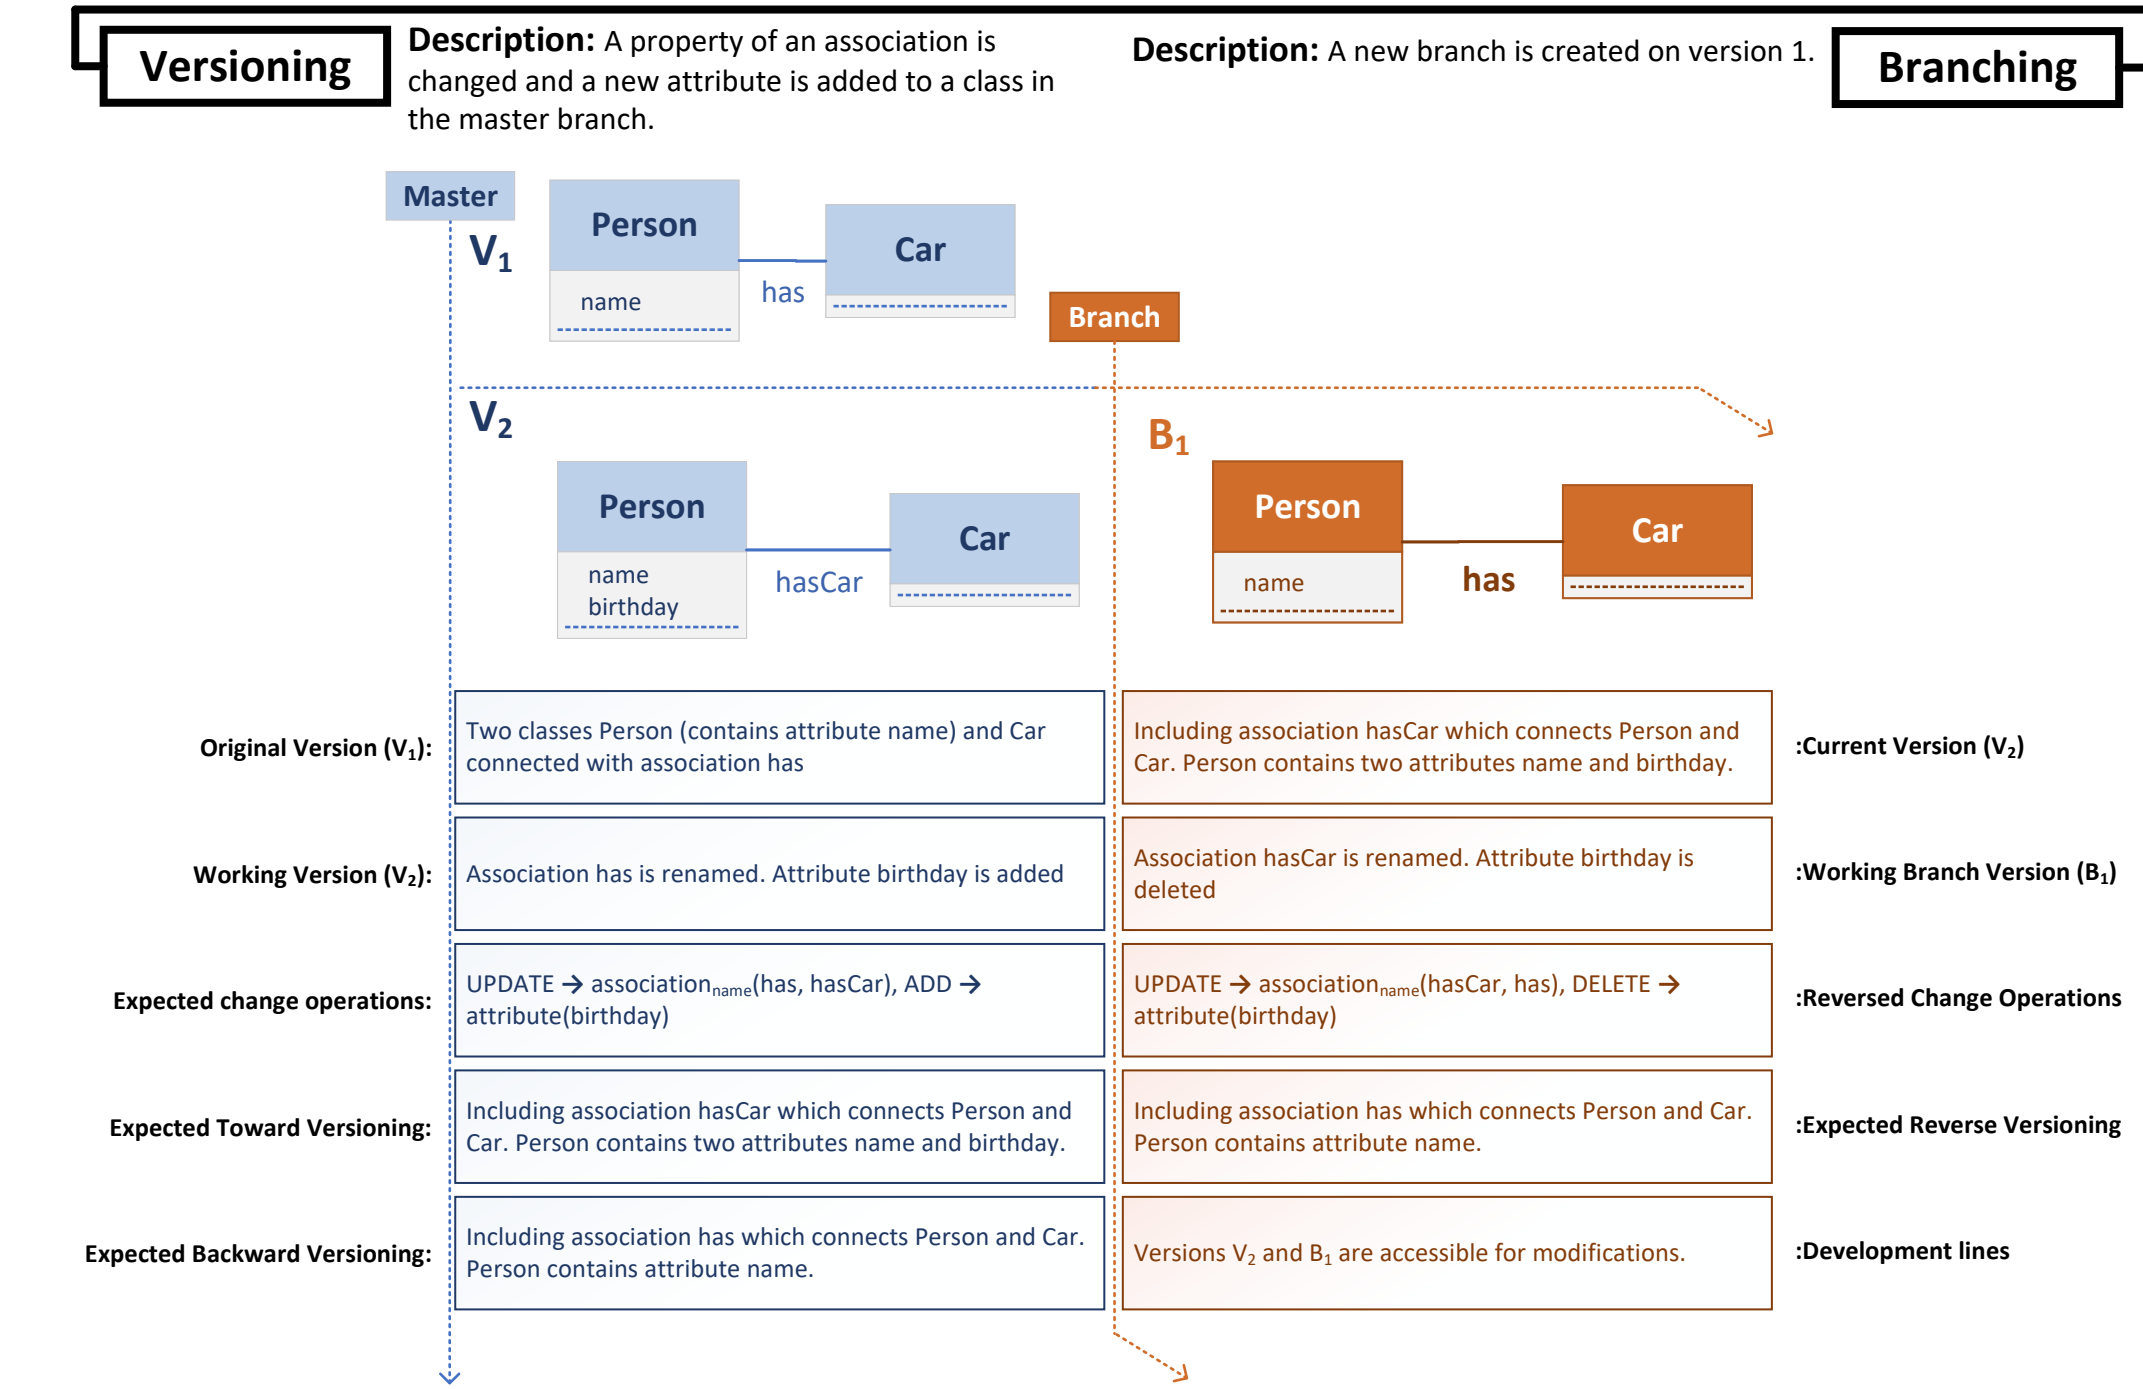 Versioning
Description: A property of an association is
changed and a new attribute is added to a class in
the master branch.
Description: A new branch is created on version 1.
Branching
Master
V1
Person
name
has
Car
Branch
V2
Person
name
birthday
hasCar
Car
B1
Person
name
has
Car
Original Version (V1):
Two classes Person (contains attribute name) and Car
connected with association has
Including association hasCar which connects Person and
Car. Person contains two attributes name and birthday.
:Current Version (V2)
Working Version (V2):
Association has is renamed. Attribute birthday is added
Association hasCar is renamed. Attribute birthday is
deleted
:Working Branch Version (B1)
Expected change operations:
UPDATE → associationname(has, hasCar), ADD →
attribute(birthday)
UPDATE → associationname(hasCar, has), DELETE →
attribute(birthday)
:Reversed Change Operations
Expected Toward Versioning:
Including association hasCar which connects Person and
Car. Person contains two attributes name and birthday.
Including association has which connects Person and Car.
Person contains attribute name.
:Expected Reverse Versioning
Expected Backward Versioning:
Including association has which connects Person and Car.
Person contains attribute name.
Versions V2 and B1 are accessible for modifications.
:Development lines